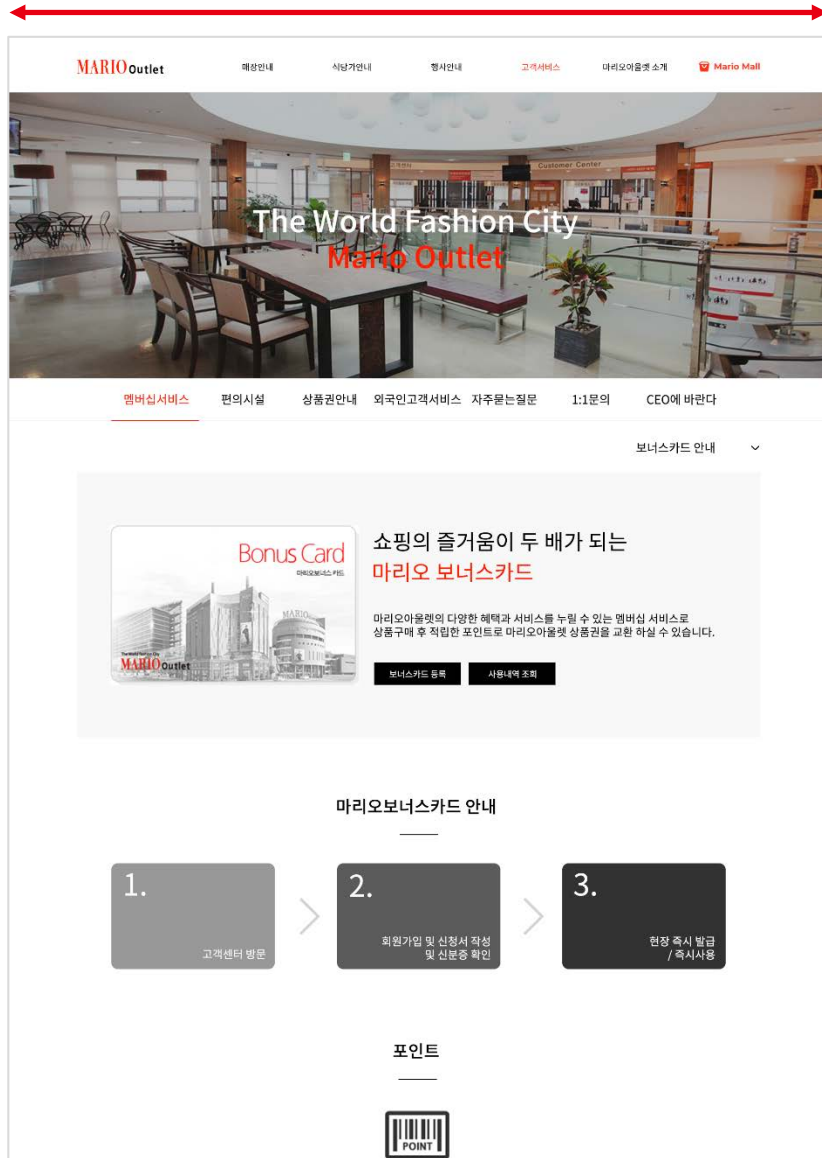 MARIO Outlet
매장안내
식당가안내
행사안내
고객서비스
마리오아울렛 소개
Mario Mall
고객센터
Customer Center
The World Fashion City
Mario Outlet
멤버십서비스
편의시설
상품권안내
외국인고객서비스
자주묻는질문
1:1문의
CEO에 바란다
보너스카드 안내
Bonus Card
마리오보너스 카드
MARIO
The World Fashion City
MARIO Outlet
쇼핑의 즐거움이 두 배가 되는
마리오 보너스카드
마리오아울렛의 다양한 혜택과 서비스를 누릴 수 있는 멤버십 서비스로
상품구매 후 적립한 포인트로 마리오아울렛 상품권을 교환 하실 수 있습니다.
보너스카드 등록
사용내역 조회
마리오보너스카드 안내
1.
고객센터 방문
2.
회원가입 및 신청서 작성
및 신분증 확인
3.
현장 즉시 발급
/ 즉시사용
포인트
POINT